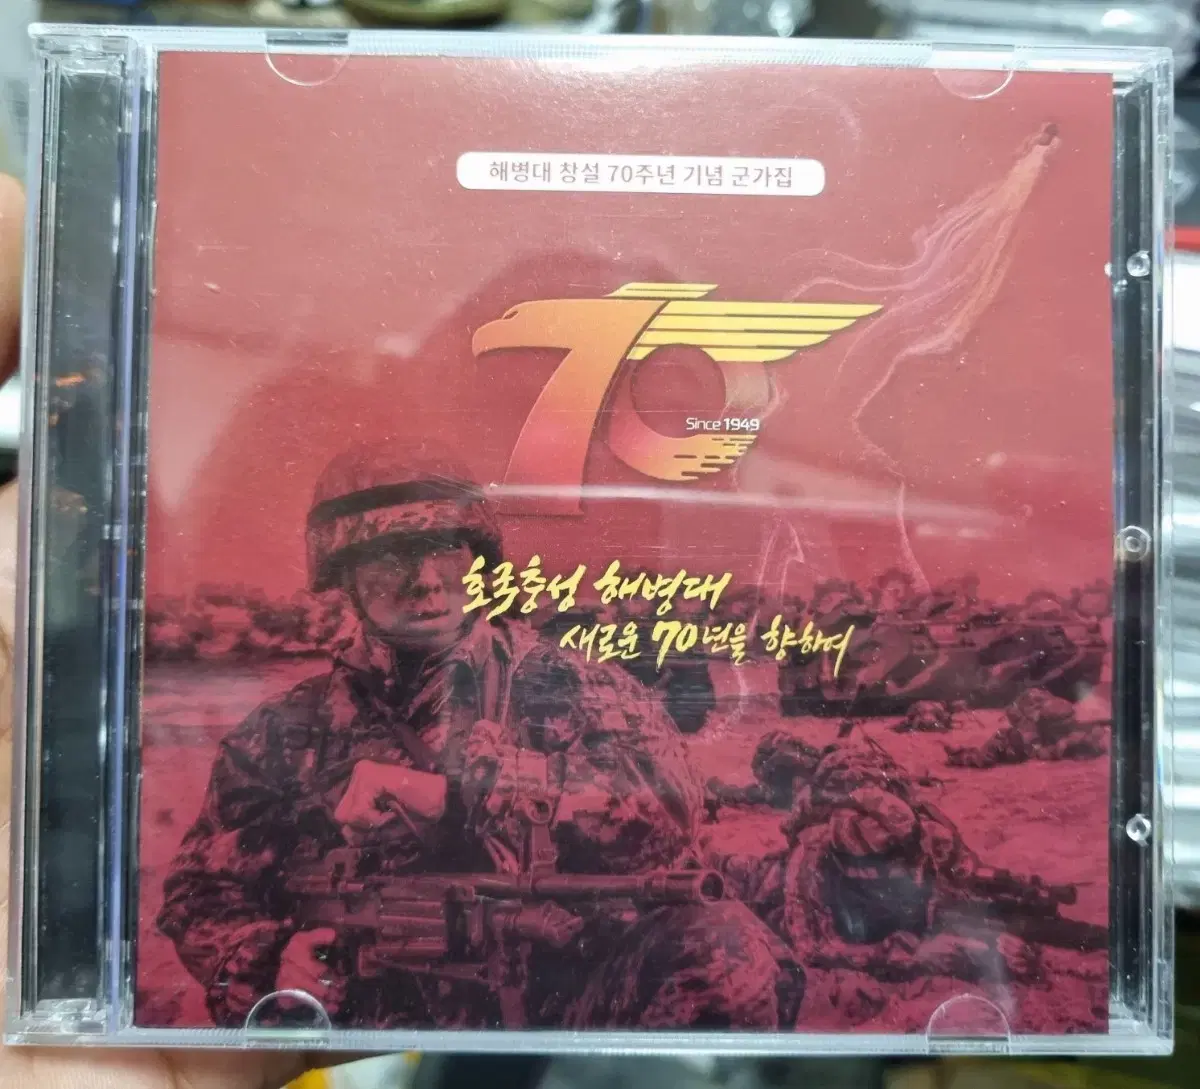 해병대 창설 70주년 기념 군가집
70
Since 1949
호국충성 해병대
새로운 70년을 향하여